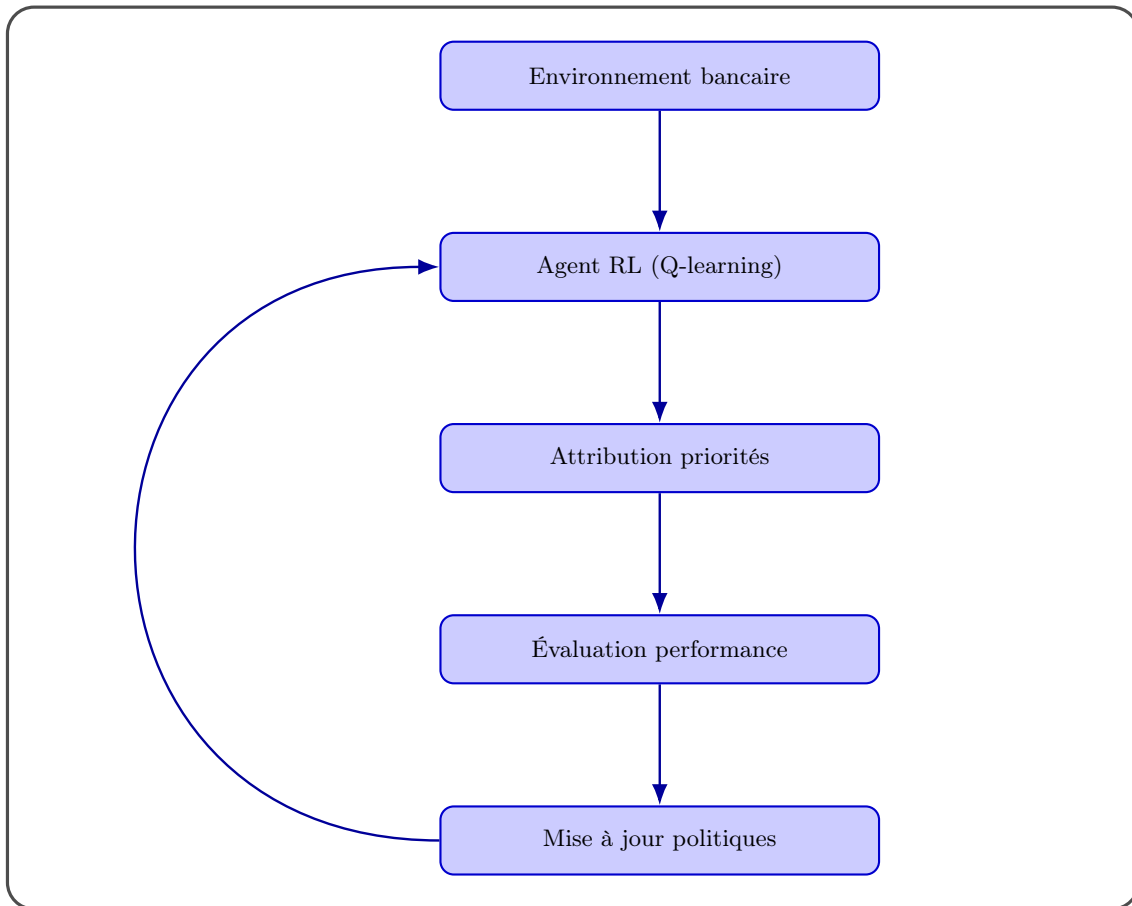 Environnement bancaire
Agent RL (Q-learning)
Attribution priorités
Évaluation performance
Mise à jour politiques